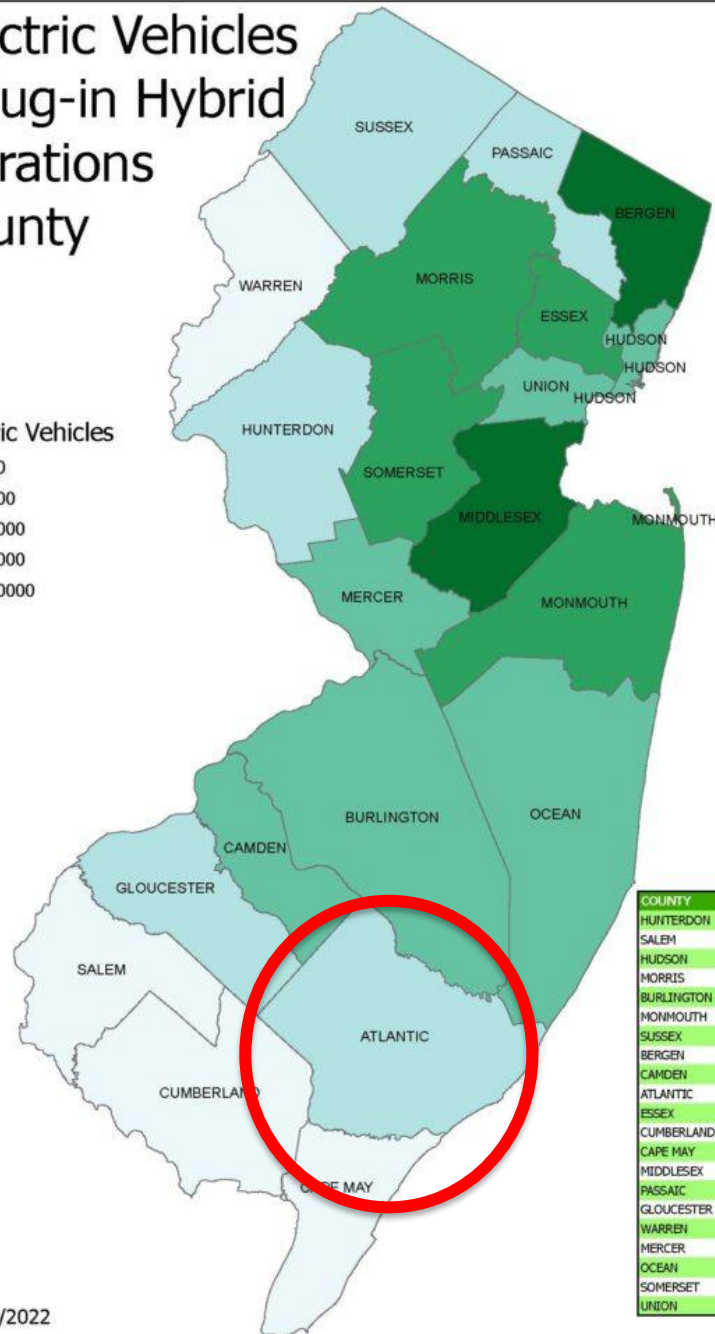 ctric Vehicles
ug-in Hybrid
rations
unty
SUSSEX
PASSAIC
BERGEN
WARREN
MORRIS
ESSEX
HUDSON
HUDSON
UNION
HUDSON
ric Vehicles
HUNTERDON
0
SOMERSET
00
000
MIDDLESEX
MONMOUTH
000
0000
MERCER
MONMOUTH
BURLINGTON
OCEAN
CAMDEN
GLOUCESTER
SALEM
ATLANTIC
CUMBERLAND
CAPE MAY
COUNTY
HUNTERDON
SALEM
HUDSON
MORRIS
BURLINGTON
MONMOUTH
SUSSEX
BERGEN
CAMDEN
ATLANTIC
ESSEX
CUMBERLAND
CAPE MAY
MIDDLESEX
PASSAIC
GLOUCESTER
WARREN
MERCER
OCEAN
SOMERSET
UNION
/2022